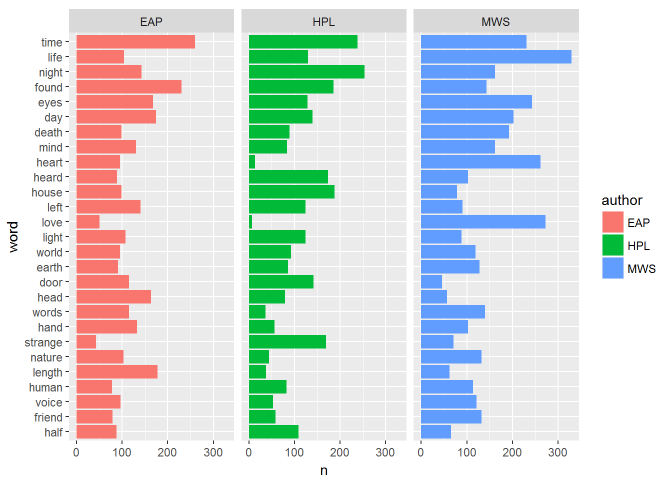 EAP HPL MWS
time
life
night
found
eyes
day
death
mind
heart
heard
house
left
love
light
world
earth
door
head
words
hand
strange
nature
length
human
voice
friend
half
word
0 100 200 300 0 100 200 300 0 100 200 300
n
author
EAP
HPL
MWS